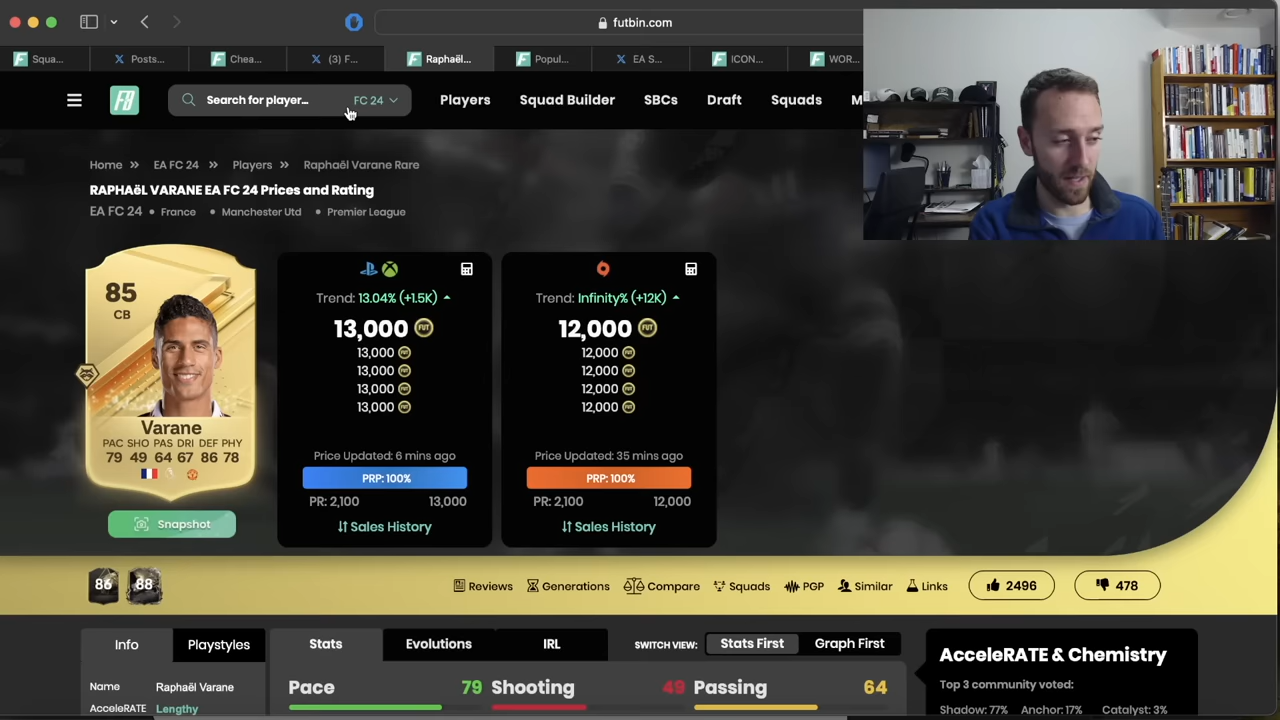 futbin.com
Squa...
Posts...
Chea...
(3) F...
Raphaël...
Popul...
EA S...
ICON...
WOR...
FB
Search for player...
FC 24
Players
Squad Builder
SBCs
Draft
Squads
M
Home >> EA FC 24 >> Players >> Raphaël Varane Rare
RAPHAëL VARANE EA FC 24 Prices and Rating
EA FC 24 • France • Manchester Utd • Premier League
85
CB
Varane
PAC SHO PAS DRI DEF PHY
79 49 64 67 86 78
Snapshot
Trend: 13.04% (+1.5K)
13,000 FUT
13,000
13,000
13,000
13,000
Price Updated: 6 mins ago
PRP: 100%
PR: 2,100 13,000
Sales History
Trend: Infinity% (+12K)
12,000 FUT
12,000
12,000
12,000
12,000
Price Updated: 35 mins ago
PRP: 100%
PR: 2,100 12,000
Sales History
86
88
Reviews
Generations
Compare
Squads
PGP
Similar
Links
2496
478
Info
Playstyles
Stats
Evolutions
IRL
SWITCH VIEW:
Stats First
Graph First
Name Raphaël Varane
AcceleRATE Lengthy
Pace 79
Shooting 49
Passing 64
AcceleRATE & Chemistry
Top 3 community voted:
Shadow: 77% Anchor: 17% Catalyst: 3%